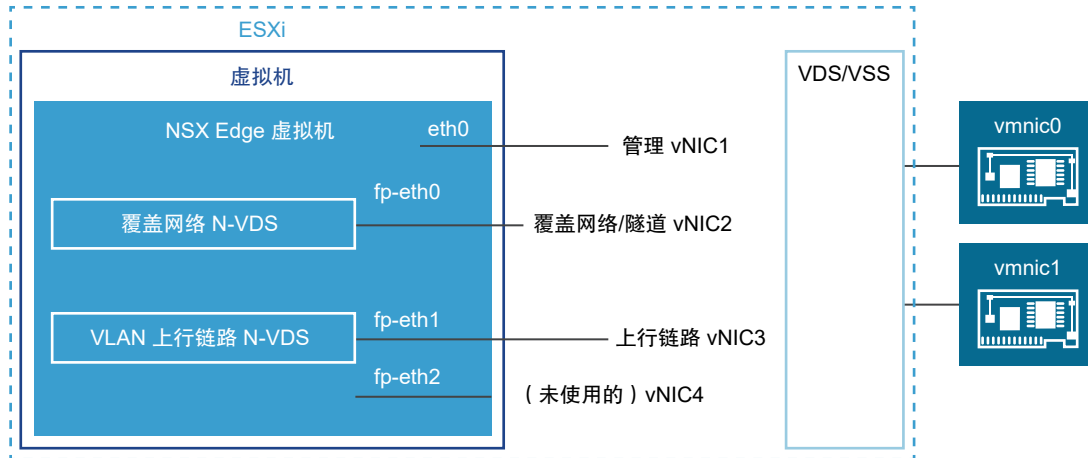 ESXi
虚拟机
VDS/VSS
NSX Edge 虚拟机
eth0
管理 vNIC1
vmnic0
fp-eth0
覆盖网络 N-VDS
覆盖网络/隧道 vNIC2
vmnic1
fp-eth1
VLAN 上行链路 N-VDS
上行链路 vNIC3
fp-eth2
（未使用的）vNIC4